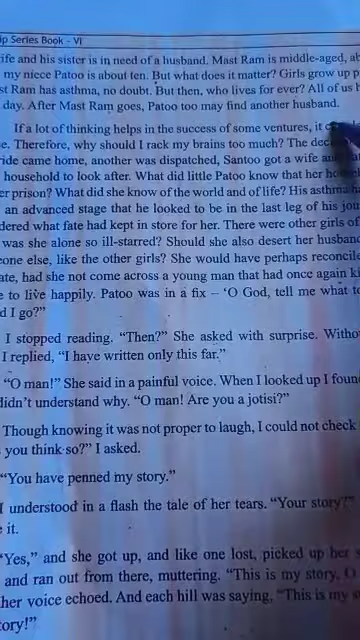 ip Series Book - VI
ife and his sister is in need of a husband. Mast Ram is middle-aged, ab
my niece Patoo is about ten. But what does it matter? Girls grow up
st Ram has asthma, no doubt. But then, who lives for ever? All of us
day. After Mast Ram goes, Patoo too may find another husband.
If a lot of thinking helps in the success of some ventures, it
e. Therefore, why should I rack my brains too much? The
ride came home, another was dispatched, Santoo got a wife and
household to look after. What did little Patoo know that her
er prison? What did she know of the world and of life? His asthma
an advanced stage that he looked to be in the last leg of his jou
dered what fate had kept in store for her. There were other girls of
was she alone so ill-starred? Should she also desert her husban
eone else, like the other girls? She would have perhaps reconcile
ate, had she not come across a young man that had once again ki
e to live happily. Patoo was in a fix – 'O God, tell me what to
d I go?"
I stopped reading. "Then?" She asked with surprise. Witho
I replied, "I have written only this far."
"O man!" She said in a painful voice. When I looked up I foun
didn't understand why. "O man! Are you a jotisi?"
Though knowing it was not proper to laugh, I could not check
you think so?" I asked.
"You have penned my story."
I understood in a flash the tale of her tears. "Your story?"
it.
"Yes," and she got up, and like one lost, picked up her s
and ran out from there, muttering. "This is my story, O
her voice echoed. And each hill was saying, "This is my s
tory!"